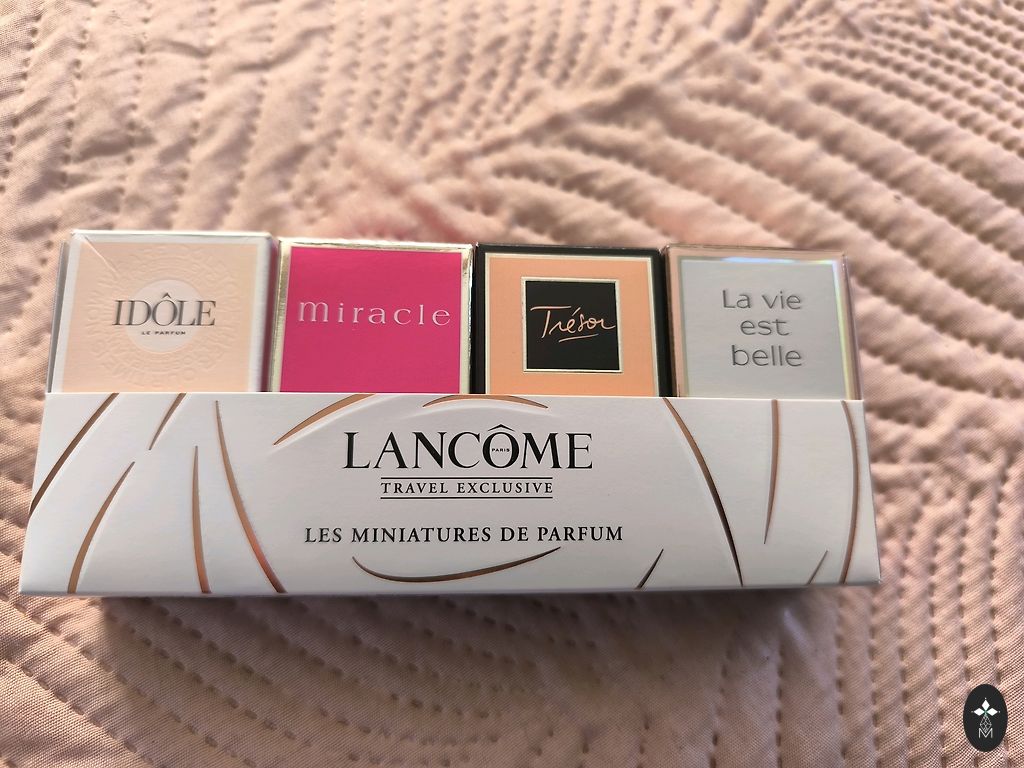 IDÔLE
LE PARFUM
miracle
Trésor
La vie
est
belle
LANCÔME
PARIS
TRAVEL EXCLUSIVE
LES MINIATURES DE PARFUM
M